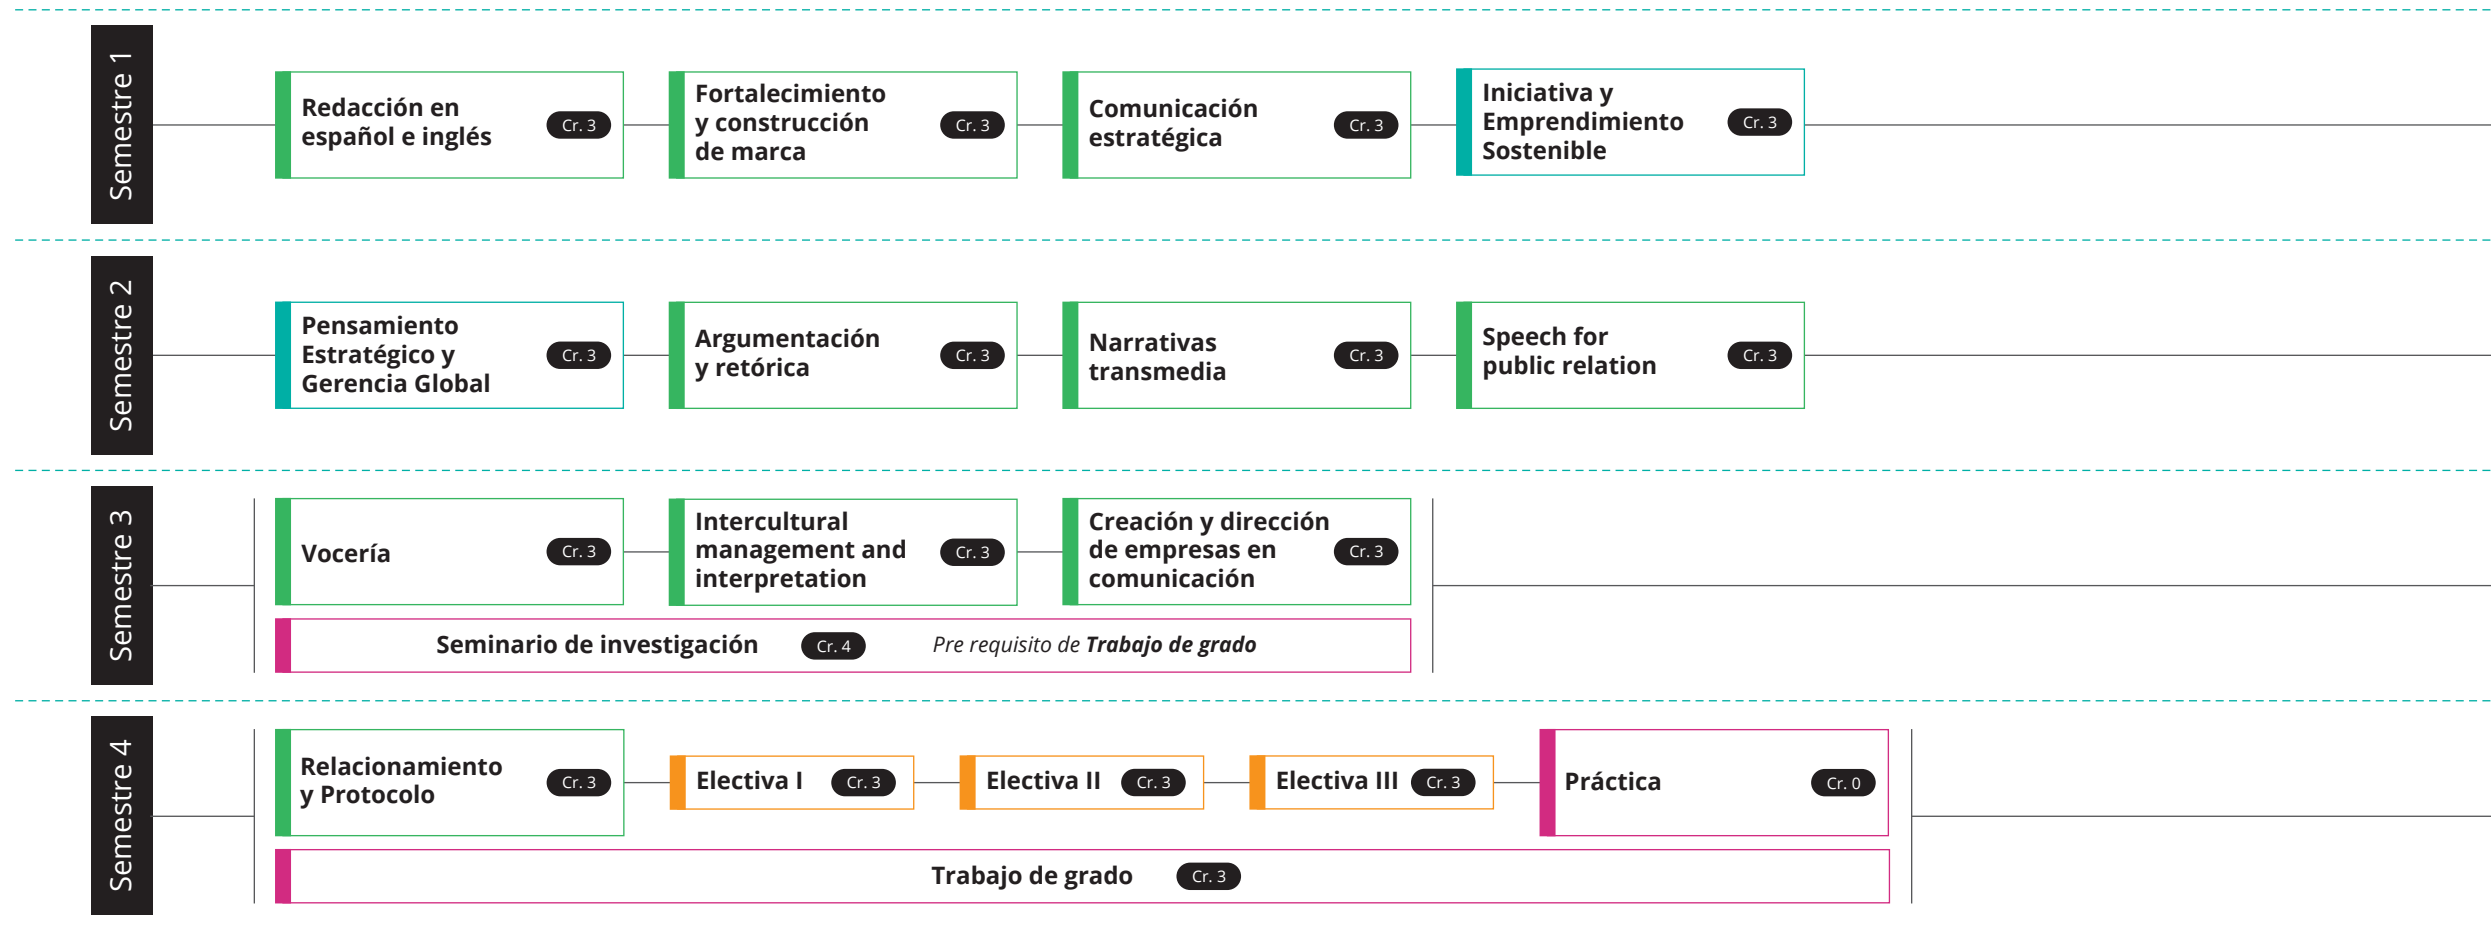 Semestre 1
Redacción en
español e inglés
Cr. 3
Fortalecimiento
y construcción
de marca
Cr. 3
Comunicación
estratégica
Cr. 3
Iniciativa y
Emprendimiento
Sostenible
Cr. 3
Semestre 2
Pensamiento
Estratégico y
Gerencia Global
Cr. 3
Argumentación
y retórica
Cr. 3
Narrativas
transmedia
Cr. 3
Speech for
public relation
Cr. 3
Semestre 3
Vocería
Cr. 3
Intercultural
management and
interpretation
Cr. 3
Creación y dirección
de empresas en
comunicación
Cr. 3
Seminario de investigación Cr. 4 Pre requisito de Trabajo de grado
Semestre 4
Relacionamiento
y Protocolo
Cr. 3
Electiva I Cr. 3
Electiva II Cr. 3
Electiva III Cr. 3
Práctica Cr. 0
Trabajo de grado Cr. 3